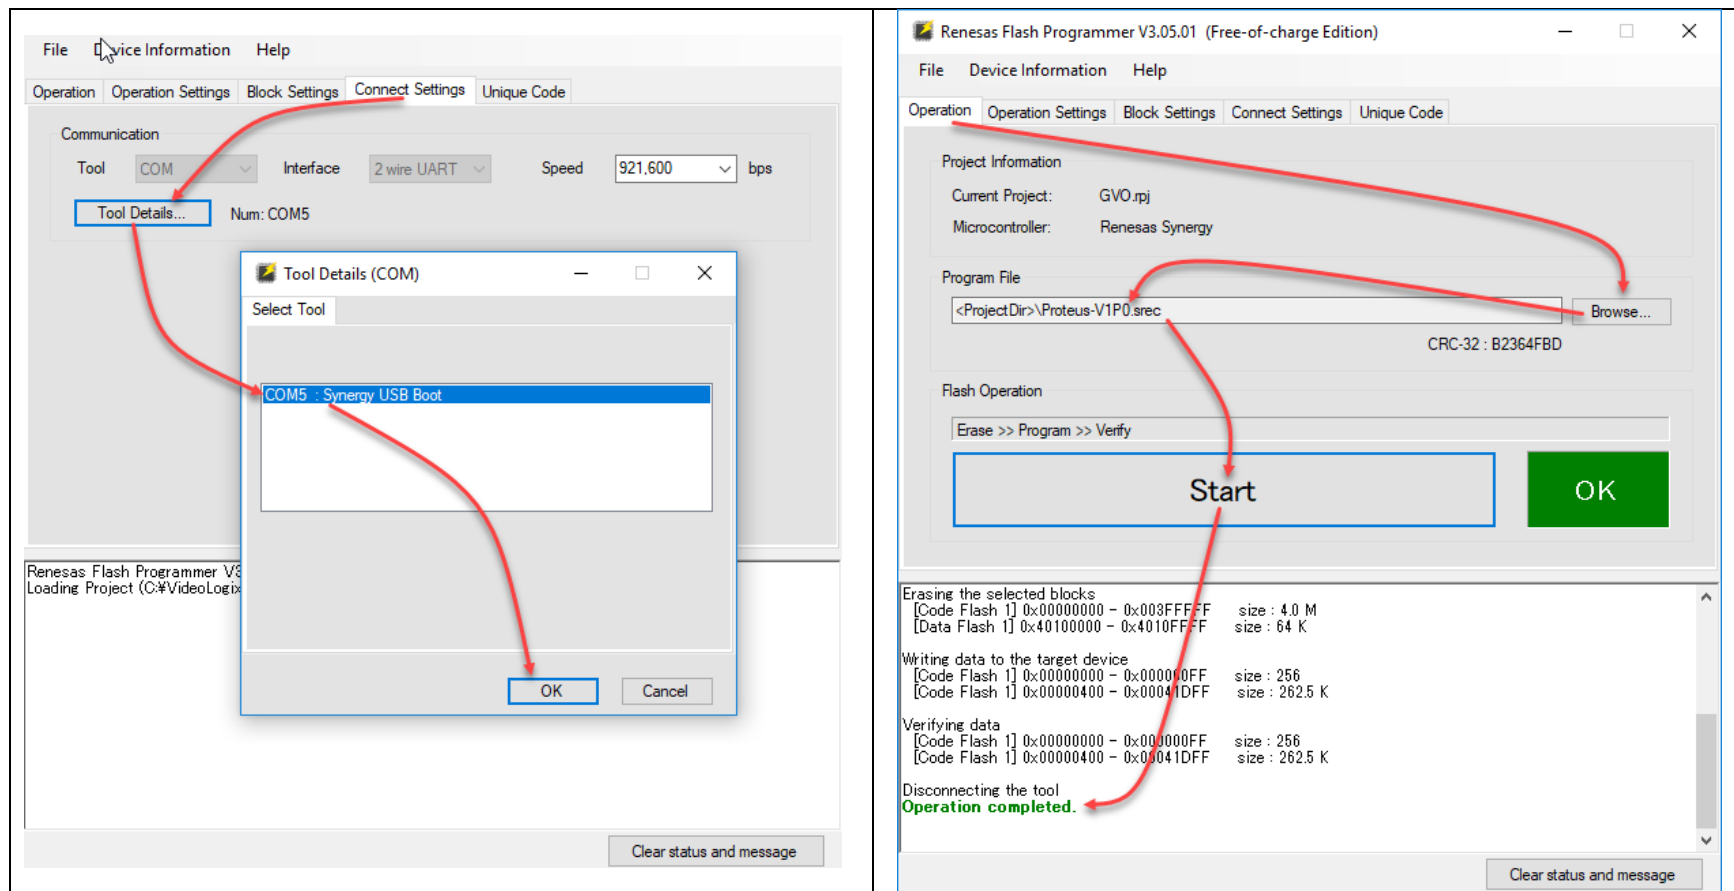 File Device Information Help
Operation Operation Settings Block Settings Connect Settings Unique Code
Communication
Tool COM Interface 2 wire UART Speed 921,600 bps
Tool Details... Num: COM5
Tool Details (COM)
Select Tool
COM5 : Synergy USB Boot
OK Cancel
Renesas Flash Programmer V3
Loading Project (C:¥VideoLogix
Clear status and message
Renesas Flash Programmer V3.05.01 (Free-of-charge Edition)
File Device Information Help
Operation Operation Settings Block Settings Connect Settings Unique Code
Project Information
Current Project: GVO.rpj
Microcontroller: Renesas Synergy
Program File
<ProjectDir>\Proteus-V1P0.srec Browse...
CRC-32 : B2364FBD
Flash Operation
Erase >> Program >> Verify
Start OK
Erasing the selected blocks
[Code Flash 1] 0x00000000 - 0x003FFFFF size : 4.0 M
[Data Flash 1] 0x40100000 - 0x4010FFFF size : 64 K
Writing data to the target device
[Code Flash 1] 0x00000000 - 0x000000FF size : 256
[Code Flash 1] 0x00000400 - 0x00041DFF size : 262.5 K
Verifying data
[Code Flash 1] 0x00000000 - 0x000000FF size : 256
[Code Flash 1] 0x00000400 - 0x00041DFF size : 262.5 K
Disconnecting the tool
Operation completed.
Clear status and message